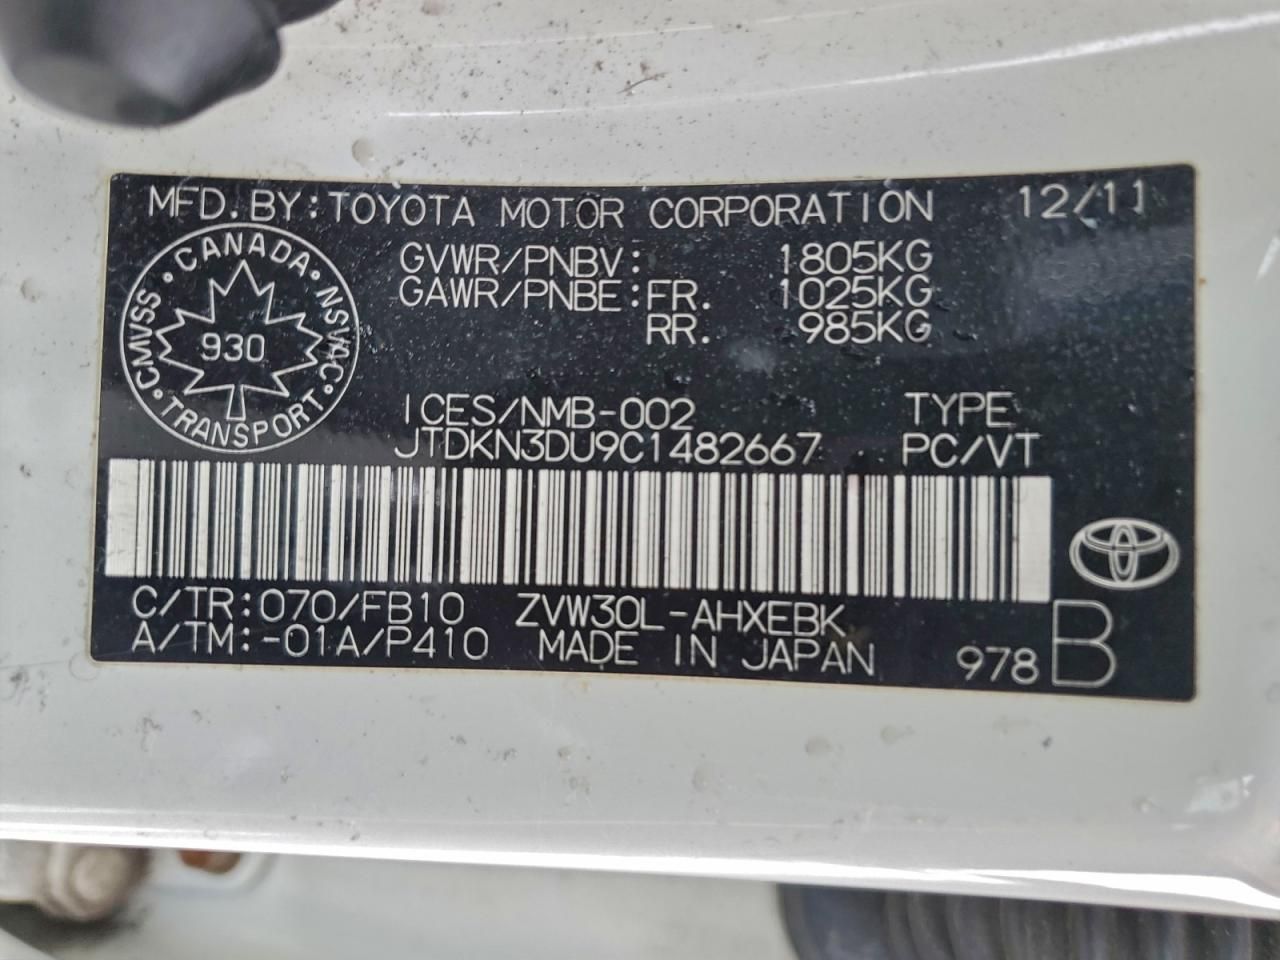 MFD. BY: TOYOTA MOTOR CORPORATION 12/11
CANADA
CMVSS
NSVAC
930
TRANSPORT
GVWR/PNBV: 1805KG
GAWR/PNBE: FR. 1025KG
RR. 985KG
ICES/NMB-002 TYPE
JTDKN3DU9C1482667 PC/VT
C/TR: 070/FB10 ZVW30L-AHXEBK
A/TM: -01A/P410 MADE IN JAPAN 978 B